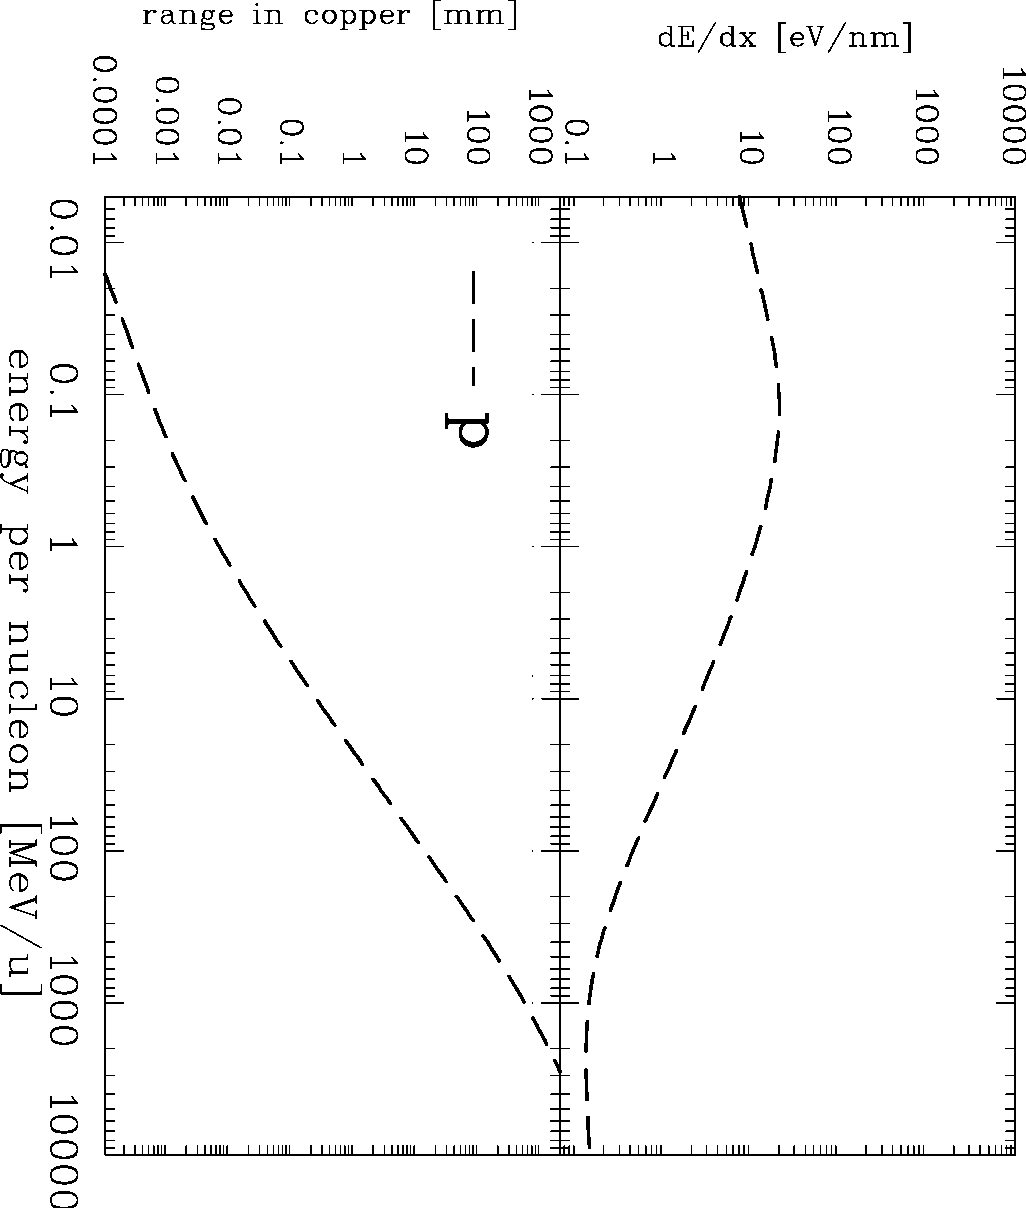 dE/dx [eV/nm]
10000
1000
100
10
1
0.1
range in copper [mm]
1000
100
10
1
0.1
0.01
0.001
0.0001
p
0.01 0.1 1 10 100 1000 10000
energy per nucleon [MeV/u]